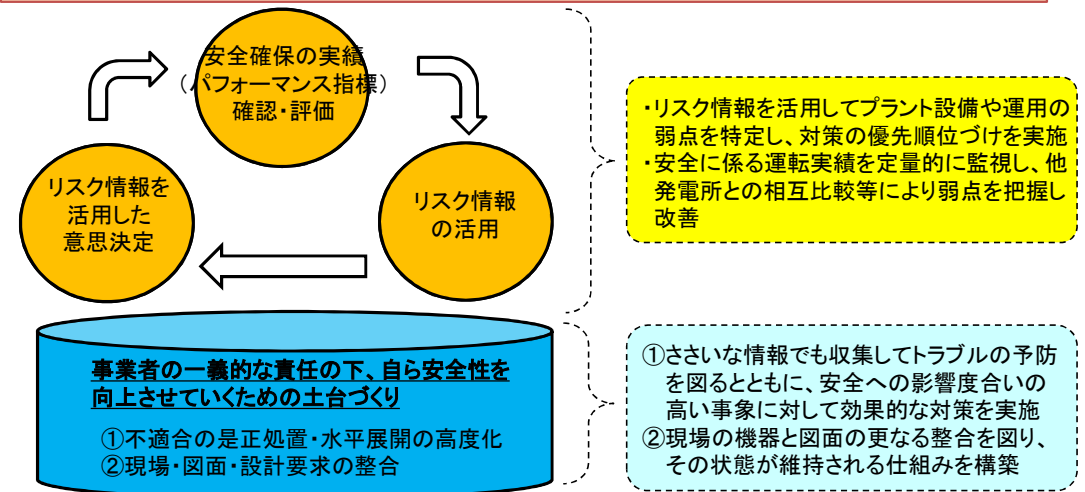 安全確保の実績
（パフォーマンス指標）
確認・評価
リスク情報を
活用した
意思決定
リスク情報
の活用
・リスク情報を活用してプラント設備や運用の
弱点を特定し、対策の優先順位づけを実施
・安全に係る運転実績を定量的に監視し、他
発電所との相互比較等により弱点を把握し
改善
事業者の一義的な責任の下、自ら安全性を
向上させていくための土台づくり
①不適合の是正処置・水平展開の高度化
②現場・図面・設計要求の整合
①ささいな情報でも収集してトラブルの予防
を図るとともに、安全への影響度合いの
高い事象に対して効果的な対策を実施
②現場の機器と図面の更なる整合を図り、
その状態が維持される仕組みを構築